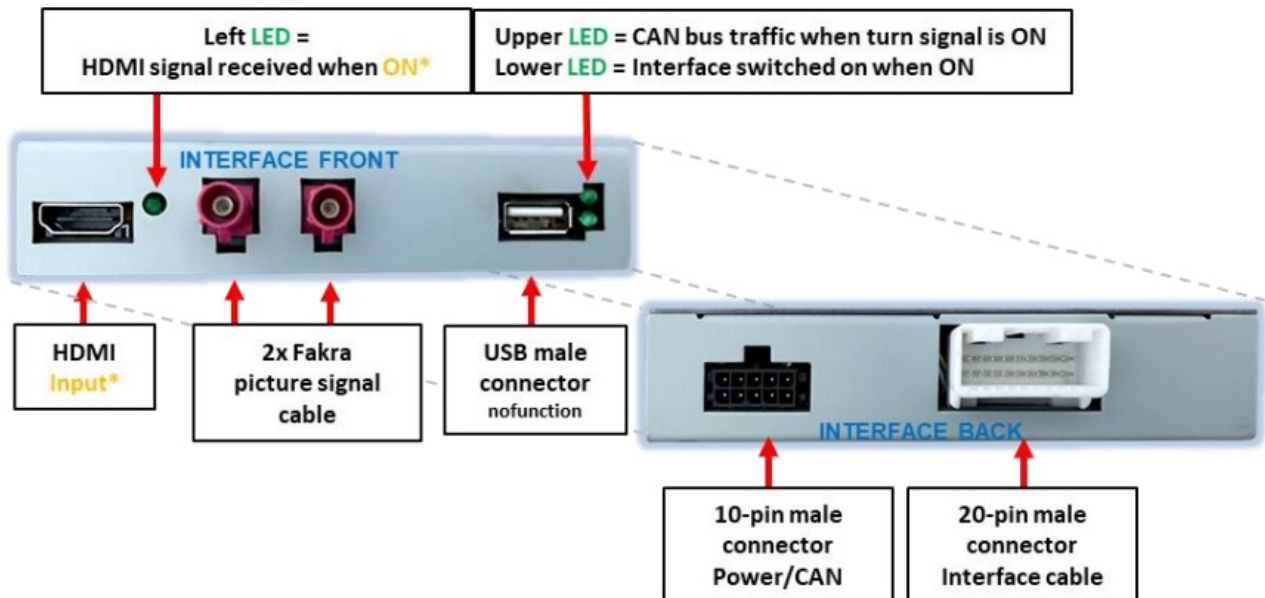 Left LED =
HDMI signal received when ON*
Upper LED = CAN bus traffic when turn signal is ON
Lower LED = Interface switched on when ON
INTERFACE FRONT
HDMI
Input*
2x Fakra
picture signal
cable
USB male
connector
nofunction
INTERFACE BACK
10-pin male
connector
Power/CAN
20-pin male
connector
Interface cable